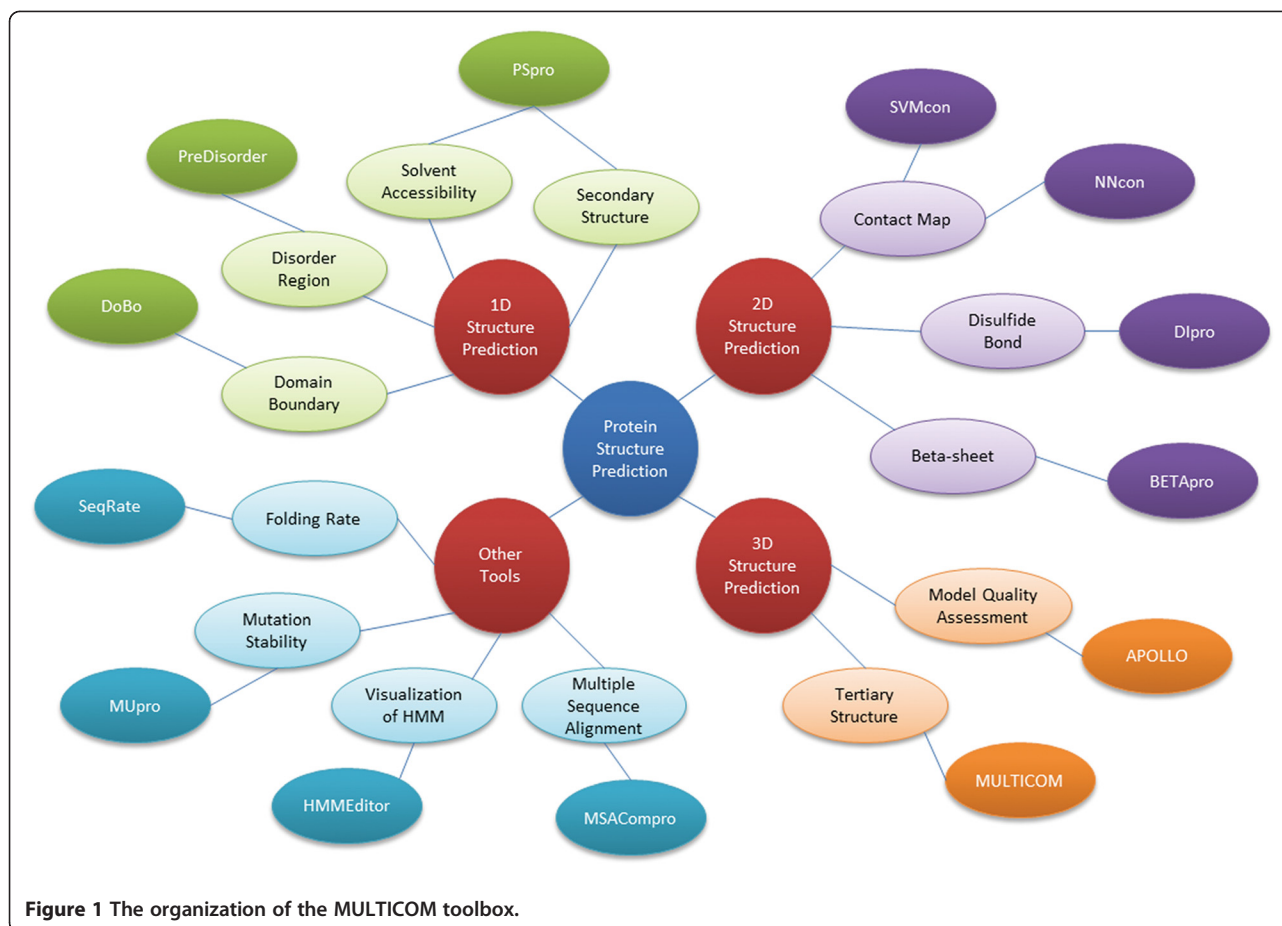 PSpro
SVMcon
PreDisorder
Solvent
Accessibility
Secondary
Structure
NNcon
Contact Map
Disorder
Region
DoBo
1D
Structure
Prediction
2D
Structure
Prediction
Disulfide
Bond
DIpro
Domain
Boundary
Protein
Structure
Prediction
Beta-sheet
BETApro
SeqRate
Folding Rate
Other
Tools
3D
Structure
Prediction
Model Quality
Assessment
APOLLO
Mutation
Stability
MUpro
Visualization
of HMM
Multiple
Sequence
Alignment
Tertiary
Structure
MULTICOM
HMMEditor
MSACompro
Figure 1 The organization of the MULTICOM toolbox.